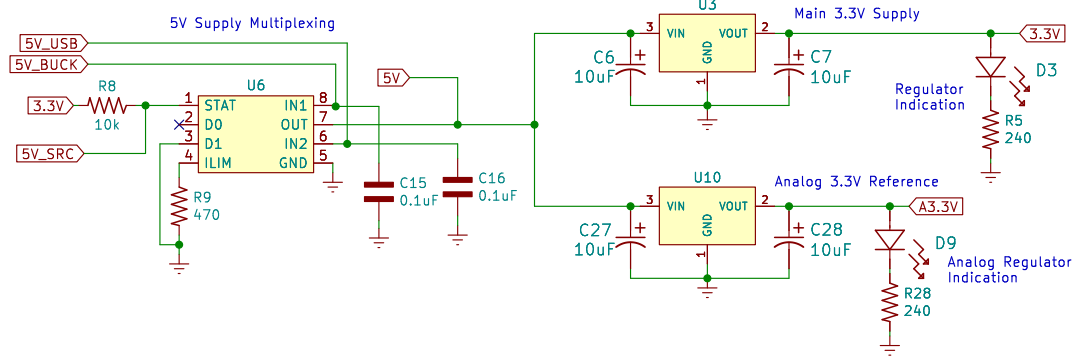 5V Supply Multiplexing
5V_USB
5V_BUCK
5V
3.3V
R8
10k
5V_SRC
U6
1 STAT IN1 8
2 D0 OUT 7
3 D1 IN2 6
4 ILIM GND 5
R9
470
C15
0.1uF
C16
0.1uF
U3
Main 3.3V Supply
3 VIN VOUT 2
GND
1
C6
10uF
C7
10uF
3.3V
D3
Regulator
Indication
R5
240
U10
Analog 3.3V Reference
3 VIN VOUT 2
GND
1
C27
10uF
C28
10uF
A3.3V
D9
Analog Regulator
Indication
R28
240